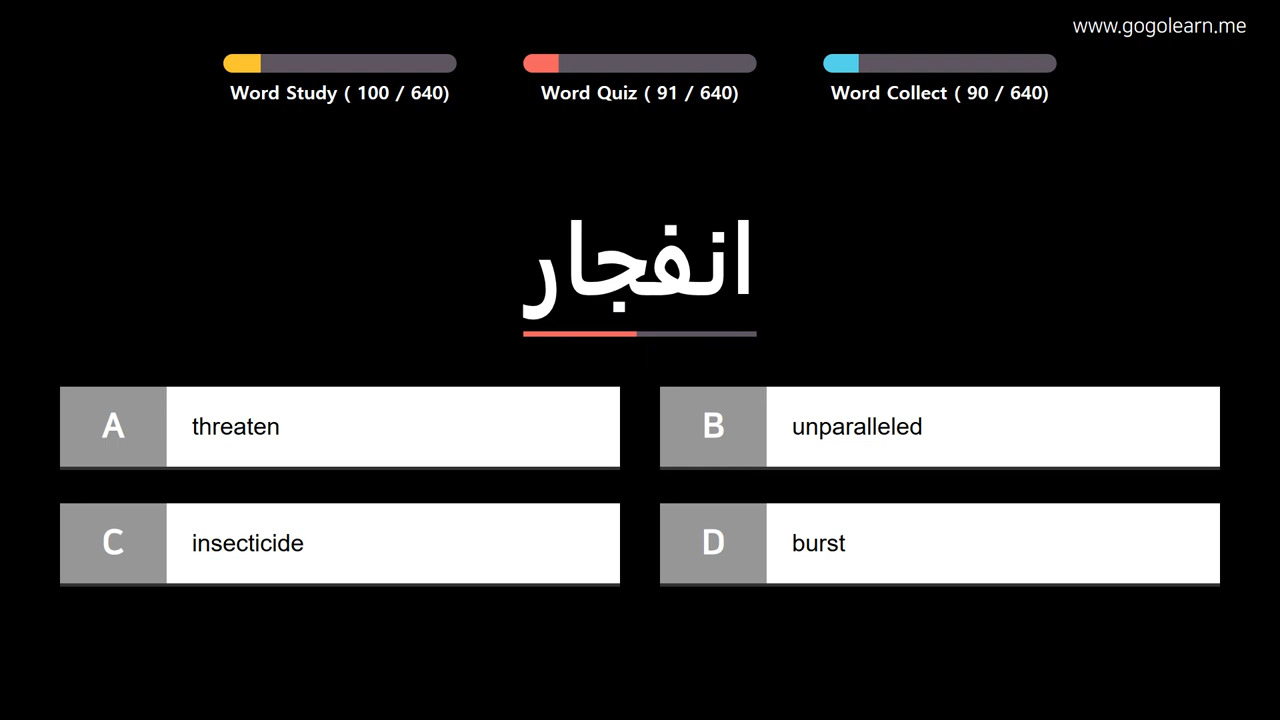 www.gogolearn.me
Word Study ( 100 / 640)
Word Quiz ( 91 / 640)
Word Collect ( 90 / 640)
انفجار
A threaten
B unparalleled
C insecticide
D burst